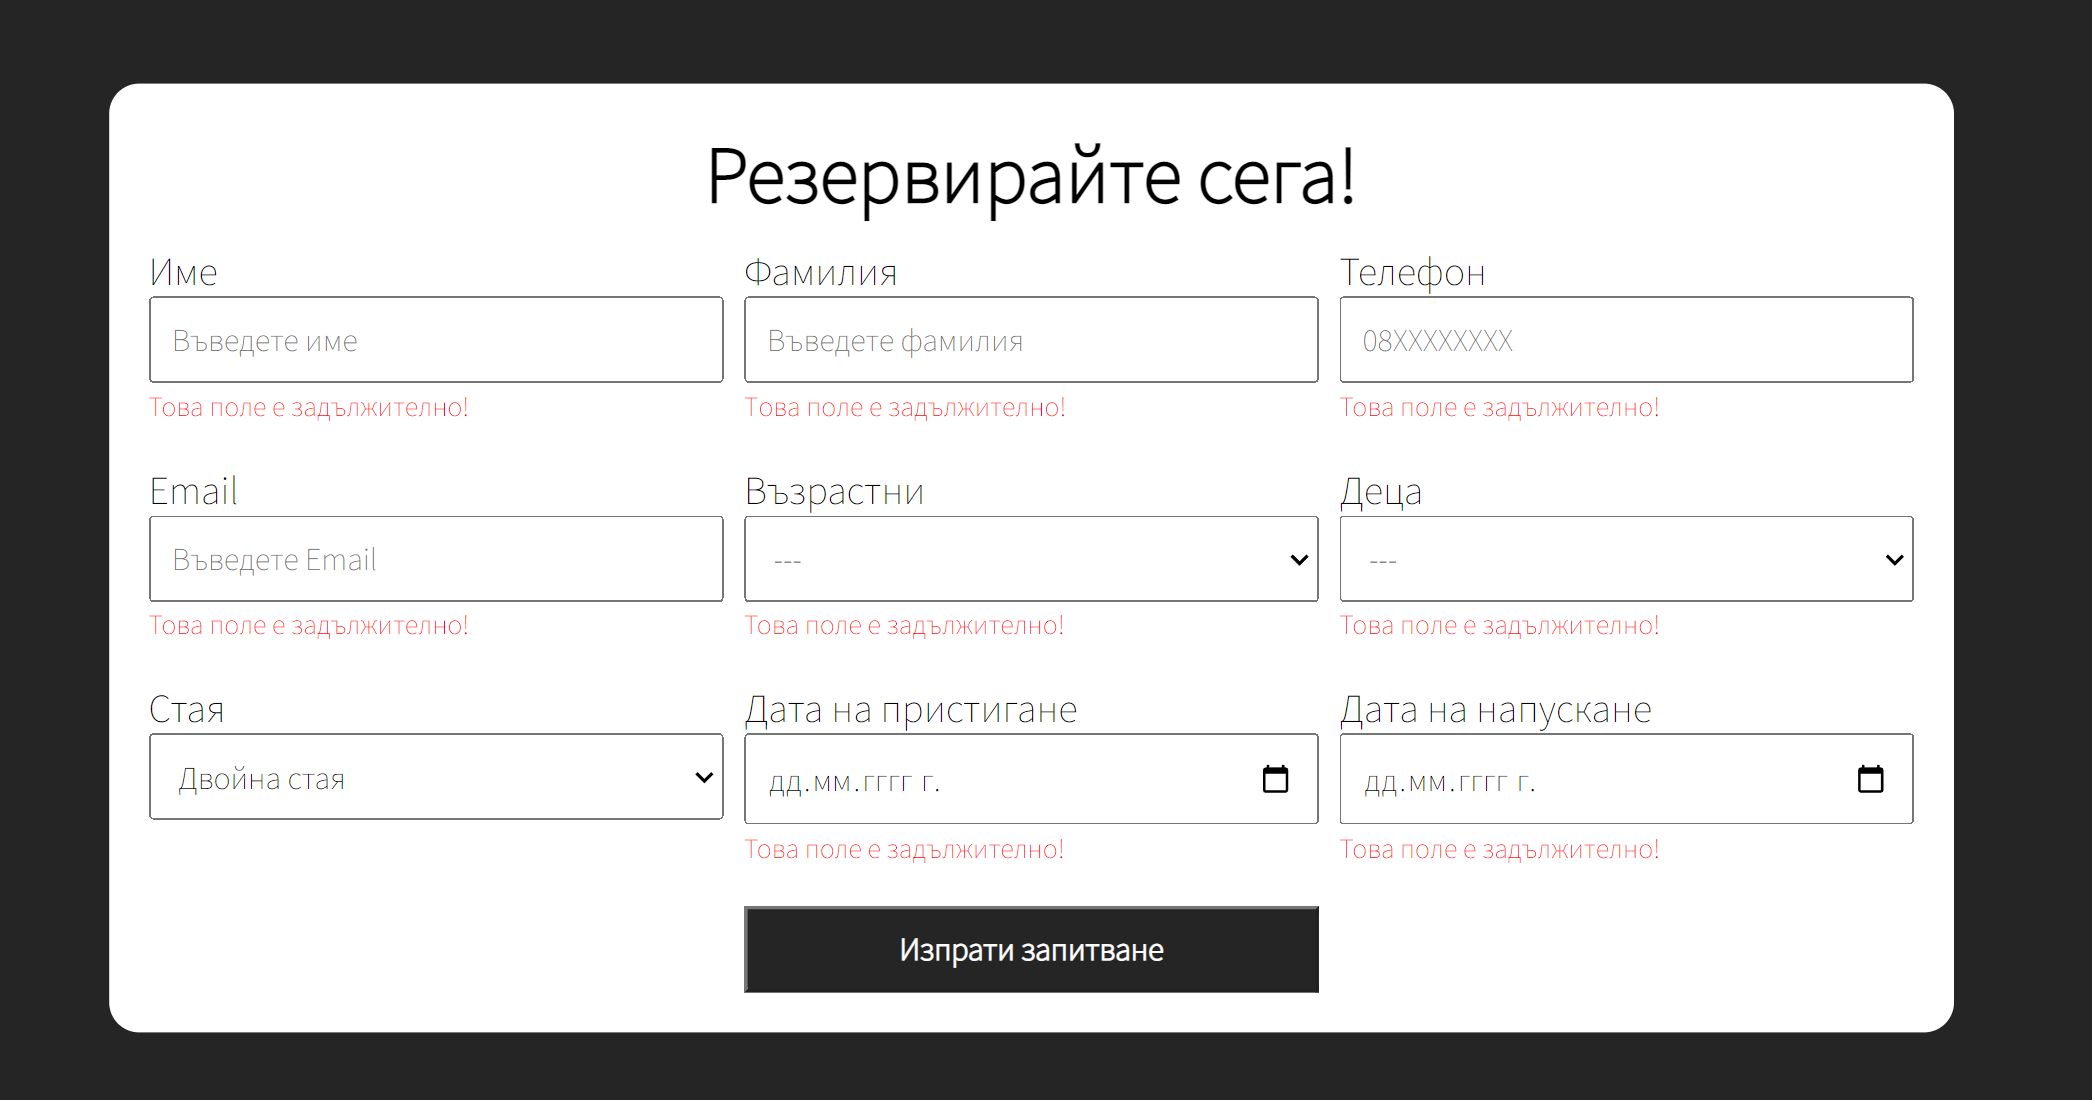 Резервирайте сега!
Име Фамилия Телефон
Въведете име Въведете фамилия 08XXXXXXXX
Това поле е задължително! Това поле е задължително! Това поле е задължително!
Email Възрастни Деца
Въведете Email --- ---
Това поле е задължително! Това поле е задължително! Това поле е задължително!
Стая Дата на пристигане Дата на напускане
Двойна стая дд.мм.гггг г. дд.мм.гггг г.
Това поле е задължително! Това поле е задължително!
Изпрати запитване